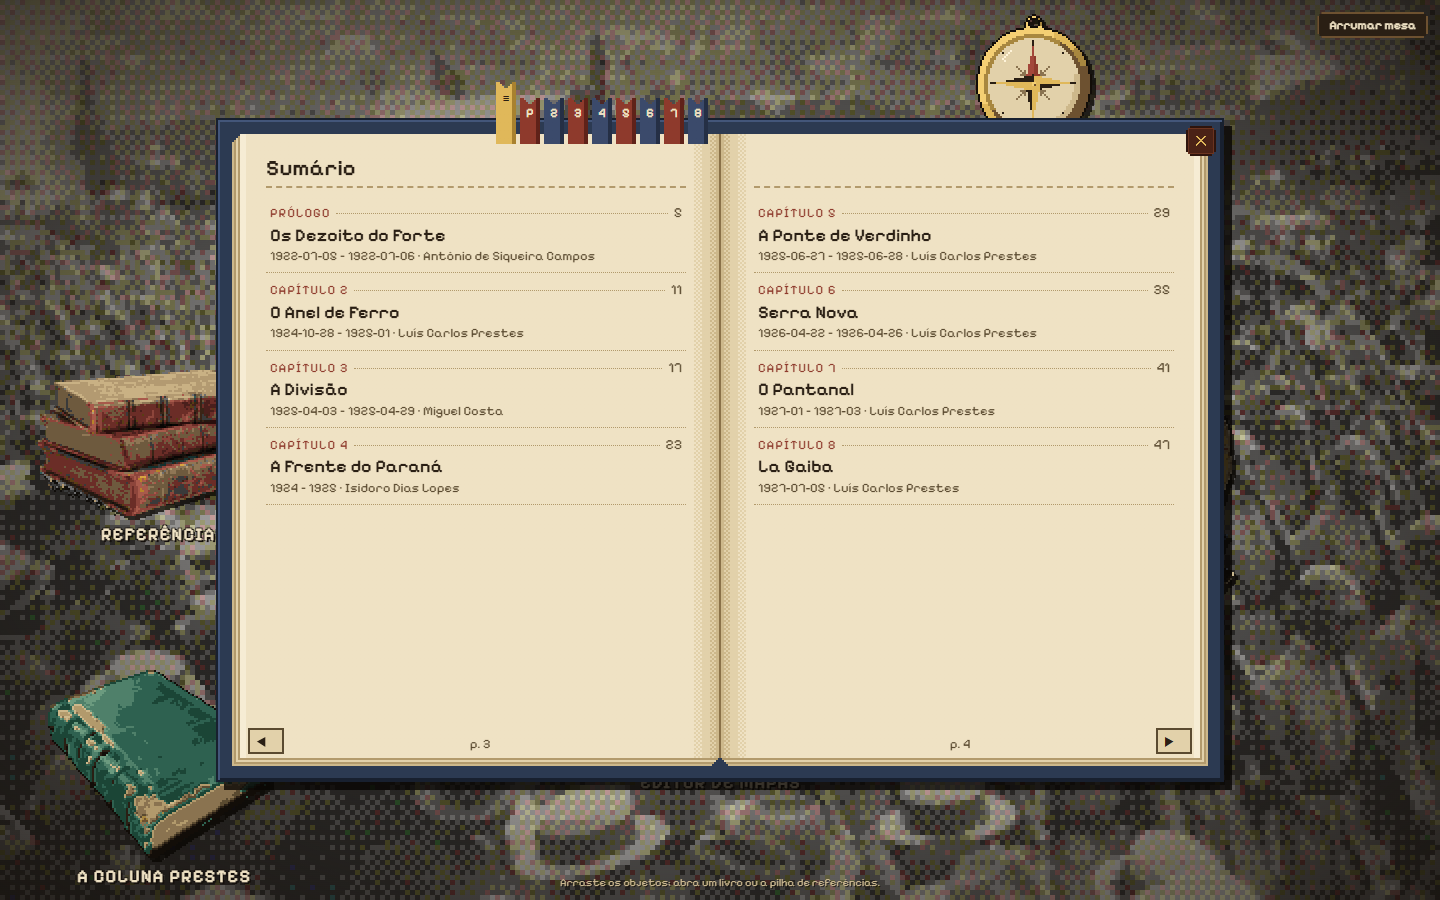 Arrumar mesa
P 2 3 4 5 6 7 8
Sumário
PRÓLOGO 5
Os Dezoito do Forte
1922-07-05 - 1922-07-06 · Antônio de Siqueira Campos
CAPÍTULO 2 11
O Anel de Ferro
1924-10-28 - 1925-01 · Luís Carlos Prestes
CAPÍTULO 3 17
A Divisão
1925-04-03 - 1925-04-29 · Miguel Costa
CAPÍTULO 4 23
A Frente do Paraná
1924 - 1925 · Isidoro Dias Lopes
p. 3
CAPÍTULO 5 29
A Ponte de Verdinho
1925-06-27 - 1925-06-28 · Luís Carlos Prestes
CAPÍTULO 6 35
Serra Nova
1926-04-22 - 1926-04-26 · Luís Carlos Prestes
CAPÍTULO 7 41
O Pantanal
1927-01 - 1927-03 · Luís Carlos Prestes
CAPÍTULO 8 47
La Gaiba
1927-07-05 · Luís Carlos Prestes
p. 4
REFERÊNCIA
EDITOR DE MAPAS
A COLUNA PRESTES
Arraste os objetos; abra um livro ou a pilha de referências.